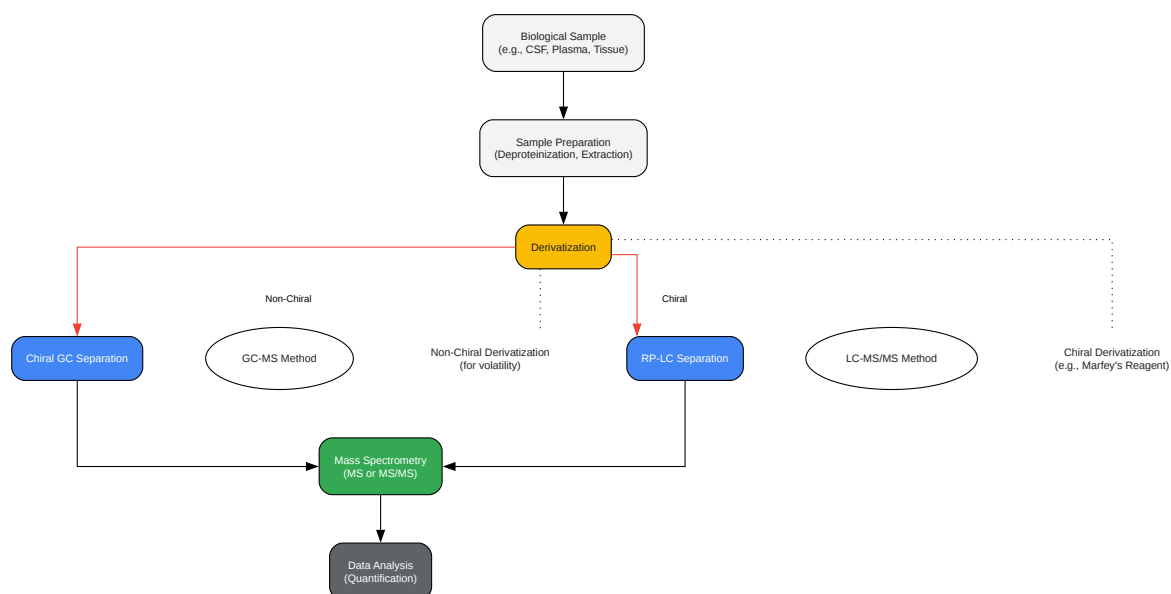 Biological Sample
(e.g., CSF, Plasma, Tissue)
Sample Preparation
(Deproteinization, Extraction)
Derivatization
Non-Chiral
Chiral
Chiral GC Separation
GC-MS Method
Non-Chiral Derivatization
(for volatility)
RP-LC Separation
LC-MS/MS Method
Chiral Derivatization
(e.g., Marfey's Reagent)
Mass Spectrometry
(MS or MS/MS)
Data Analysis
(Quantification)